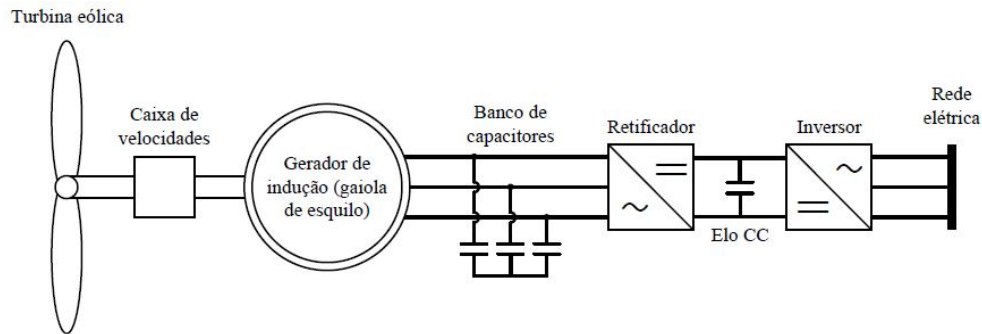 Turbina eólica
Caixa de
velocidades
Gerador de
indução (gaiola
de esquilo)
Banco de
capacitores
Retificador
Elo CC
Inversor
Rede
elétrica